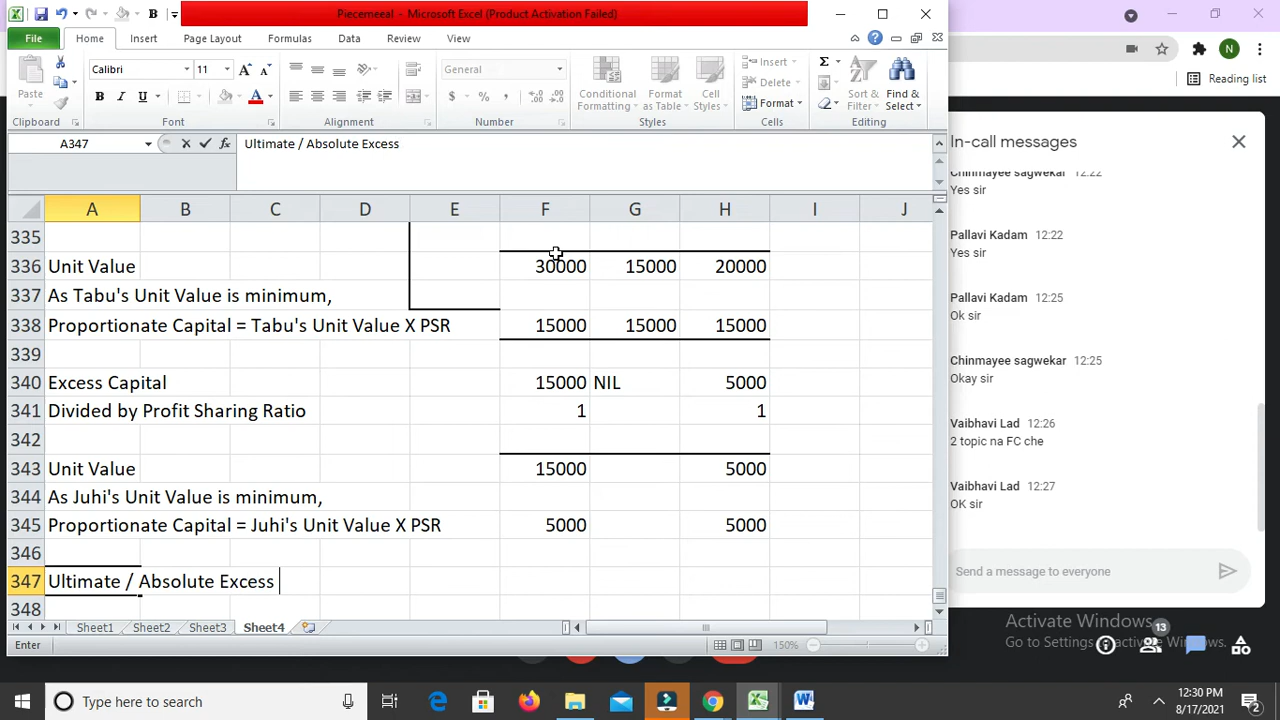 Piecemeeal - Microsoft Excel (Product Activation Failed)
N
File Home Insert Page Layout Formulas Data Review View
Reading list
Paste
Calibri 11
General
Conditional Formatting
Format as Table
Cell Styles
Insert
Delete
Format
Sort & Filter
Find & Select
Clipboard Font Alignment Number Styles Cells Editing
A347 fx Ultimate / Absolute Excess
A B C D E F G H I J
335
336 Unit Value 30000 15000 20000
337 As Tabu's Unit Value is minimum,
338 Proportionate Capital = Tabu's Unit Value X PSR 15000 15000 15000
339
340 Excess Capital 15000 NIL 5000
341 Divided by Profit Sharing Ratio 1 1
342
343 Unit Value 15000 5000
344 As Juhi's Unit Value is minimum,
345 Proportionate Capital = Juhi's Unit Value X PSR 5000 5000
346
347 Ultimate / Absolute Excess
348
Sheet1 Sheet2 Sheet3 Sheet4
Enter 150%
In-call messages
Chinmayee sagwekar 12:22
Yes sir
Pallavi Kadam 12:22
Yes sir
Pallavi Kadam 12:25
Ok sir
Chinmayee sagwekar 12:25
Okay sir
Vaibhavi Lad 12:26
2 topic na FC che
Vaibhavi Lad 12:27
OK sir
Send a message to everyone
Activate Windows
Go to Settings to activate Windows.
13
Type here to search
12:30 PM
8/17/2021
2